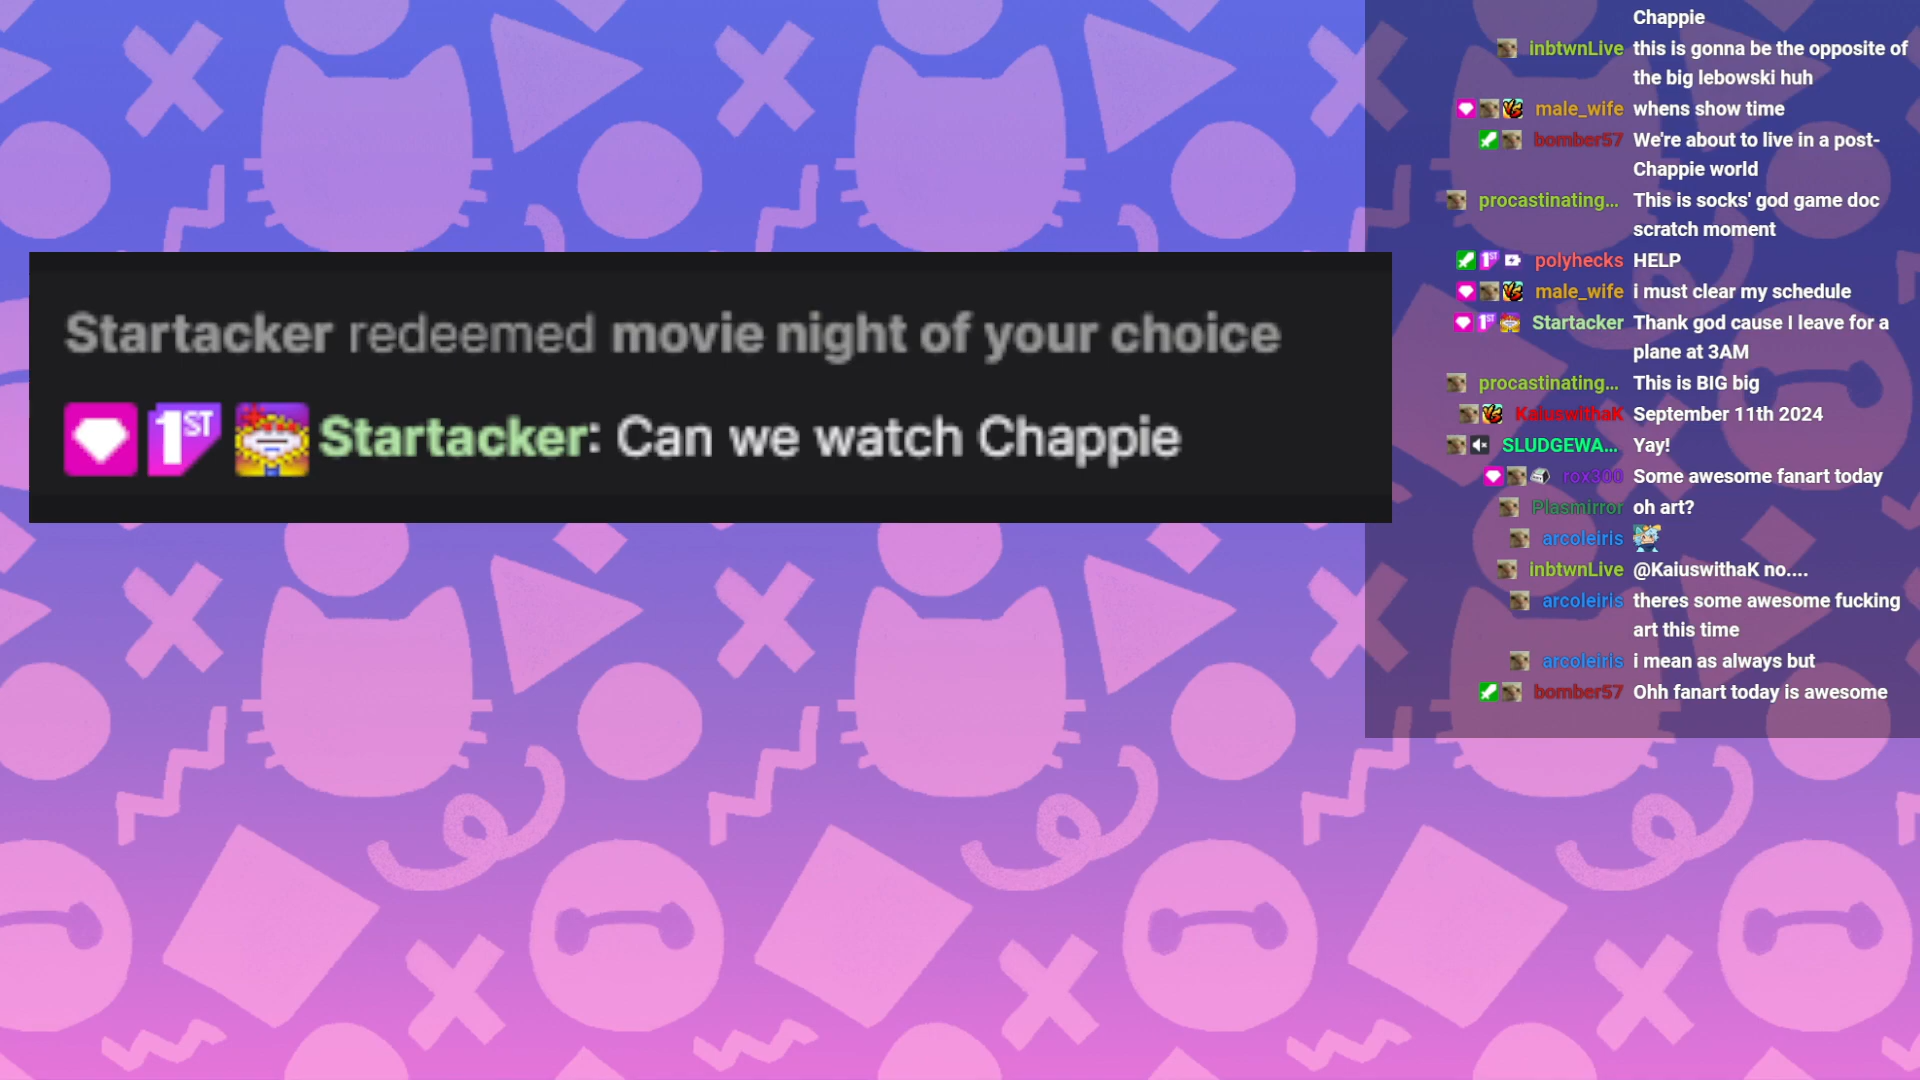 Startacker redeemed movie night of your choice
1ST Startacker: Can we watch Chappie
Chappie
inbtwnLive this is gonna be the opposite of
the big lebowski huh
male_wife whens show time
bomber57 We're about to live in a post-
Chappie world
procastinating... This is socks' god game doc
scratch moment
1ST polyhecks HELP
male_wife i must clear my schedule
1ST Startacker Thank god cause I leave for a
plane at 3AM
procastinating... This is BIG big
KaiuswithaK September 11th 2024
SLUDGEWA... Yay!
rox300 Some awesome fanart today
Plasmirror oh art?
arcoleiris
inbtwnLive @KaiuswithaK no....
arcoleiris theres some awesome fucking
art this time
arcoleiris i mean as always but
bomber57 Ohh fanart today is awesome